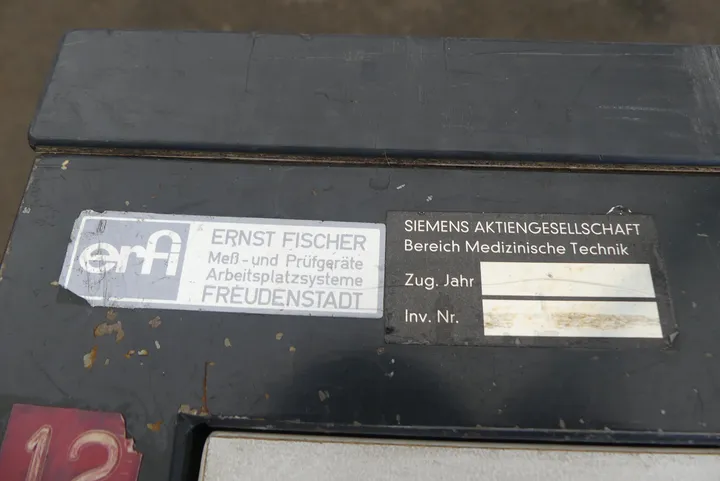 erfi
ERNST FISCHER
Meß- und Prüfgeräte
Arbeitsplatzsysteme
FREUDENSTADT
SIEMENS AKTIENGESELLSCHAFT
Bereich Medizinische Technik
Zug. Jahr
Inv. Nr.
12